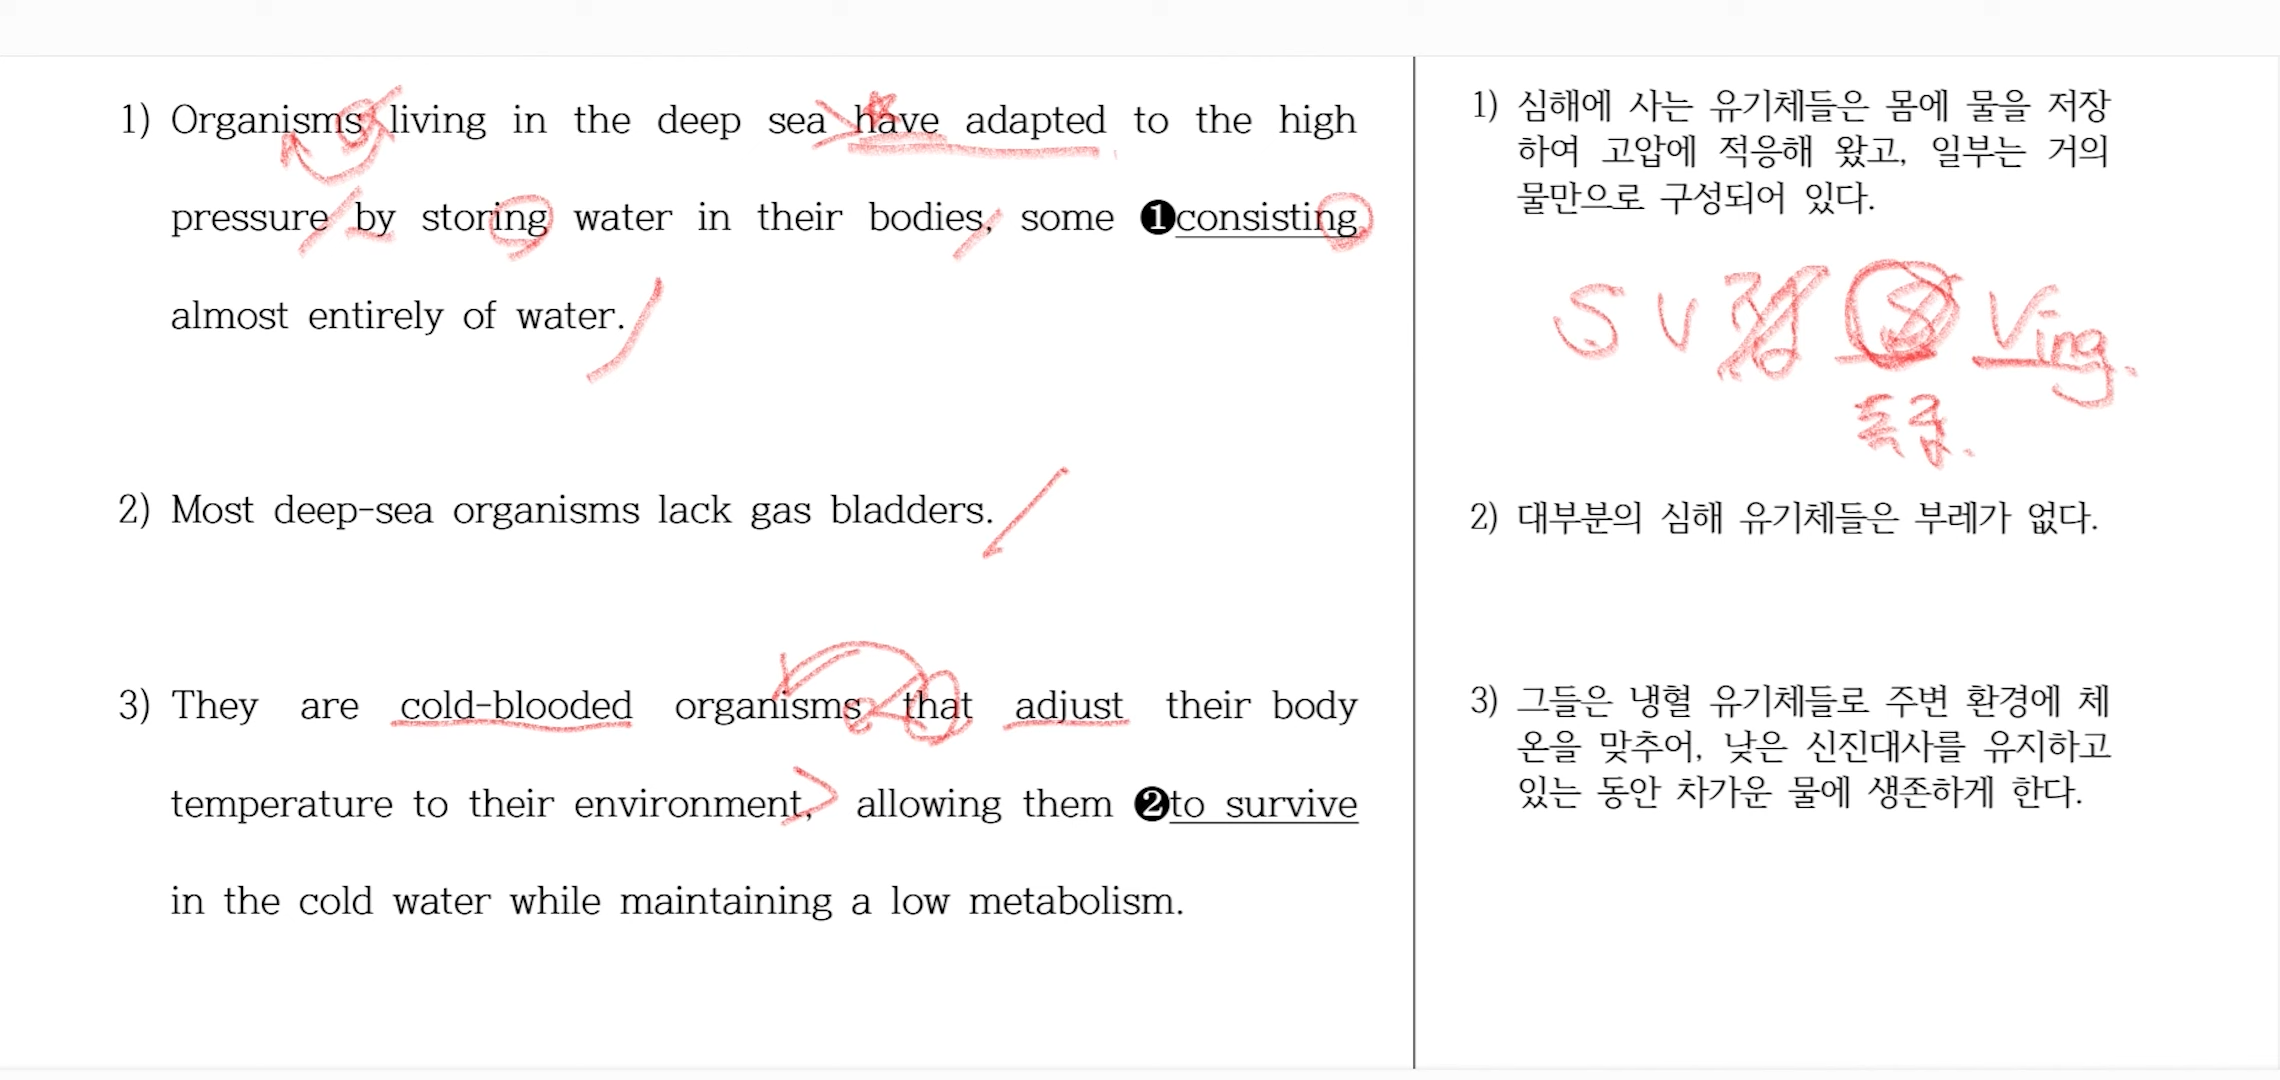 1) Organisms living in the deep sea have adapted to the high
pressure by storing water in their bodies, some ❶consisting
almost entirely of water.
2) Most deep-sea organisms lack gas bladders.
3) They are cold-blooded organisms that adjust their body
temperature to their environment, allowing them ❷to survive
in the cold water while maintaining a low metabolism.
1) 심해에 사는 유기체들은 몸에 물을 저장
하여 고압에 적응해 왔고, 일부는 거의
물만으로 구성되어 있다.
S V 접 S Ving.
2) 대부분의 심해 유기체들은 부레가 없다.
3) 그들은 냉혈 유기체들로 주변 환경에 체
온을 맞추어, 낮은 신진대사를 유지하고
있는 동안 차가운 물에 생존하게 한다.